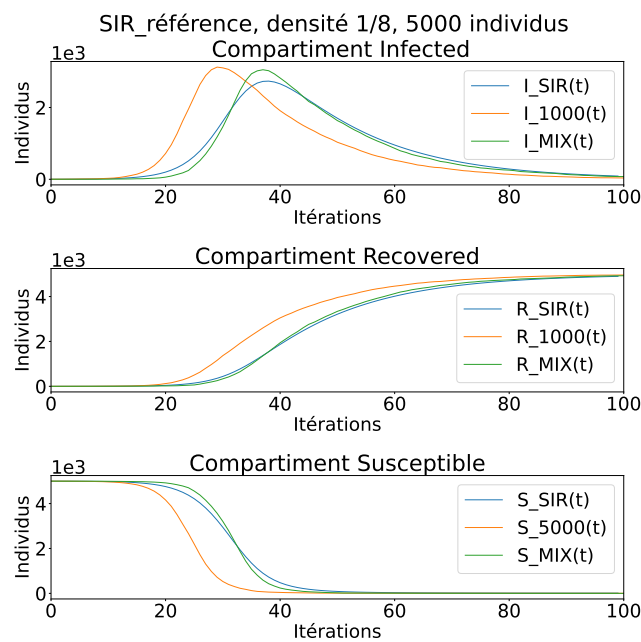 SIR_référence, densité 1/8, 5000 individus
Compartiment Infected
1e3
Individus
2
0
I_SIR(t)
I_1000(t)
I_MIX(t)
0 20 40 60 80 100
Itérations
Compartiment Recovered
1e3
Individus
4
2
0
R_SIR(t)
R_1000(t)
R_MIX(t)
0 20 40 60 80 100
Itérations
Compartiment Susceptible
1e3
Individus
4
2
0
S_SIR(t)
S_5000(t)
S_MIX(t)
0 20 40 60 80 100
Itérations